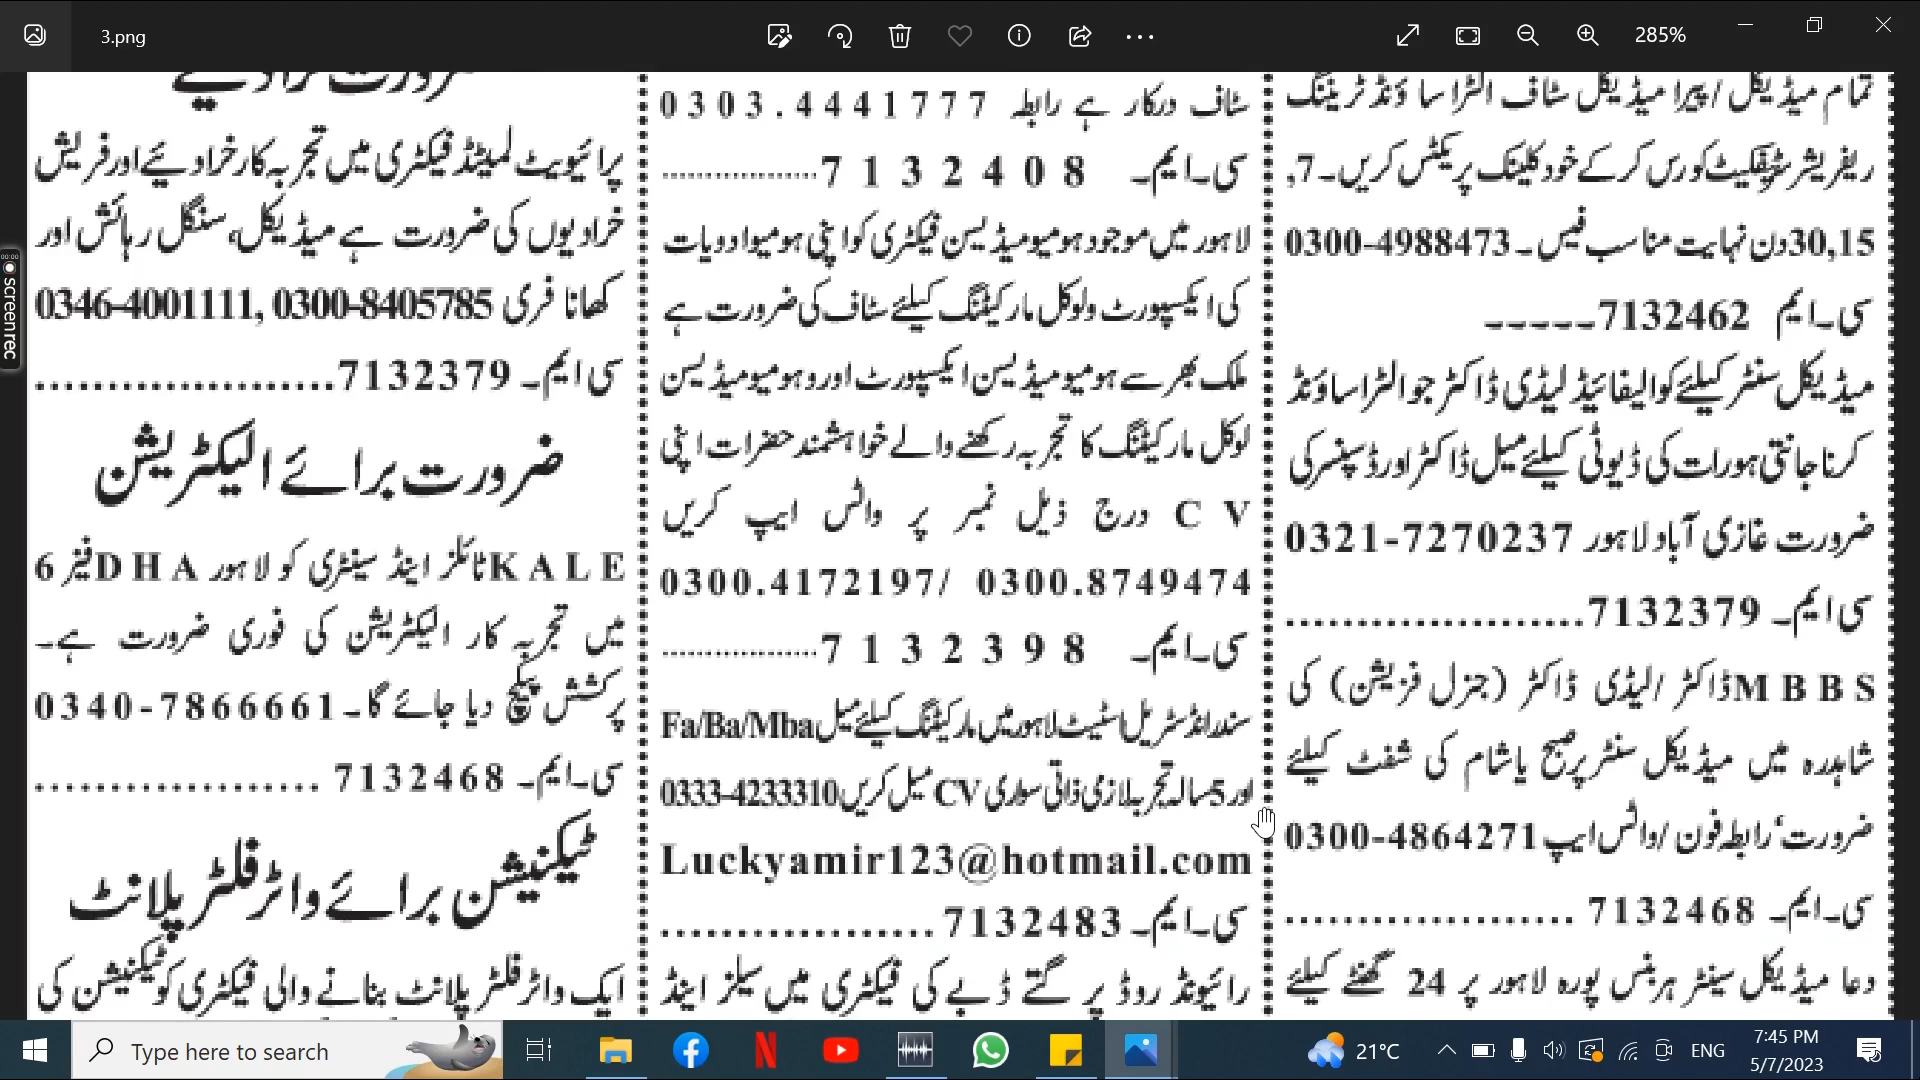 3.png
285%
تمام میڈیکل/پیرا میڈیکل سٹاف الٹرا ساؤنڈ ٹریننگ
ریفریشر سرٹیفکیٹ کورس کر کے خود کلینک پر پریکٹس کریں۔ 7,
30,15 دن نہایت مناسب فیس۔ 0300-4988473
سی۔ایم 7132462-----
میڈیکل سنٹر کیلئے کوالیفائیڈ لیڈی ڈاکٹر جو الٹراساؤنڈ
کرنا جانتی ہو رات کی ڈیوٹی کیلئے میل ڈاکٹر اور ڈسپنسر کی
ضرورت غازی آباد لاہور 0321-7270237
سی ایم۔ 7132379.....................
MBBS ڈاکٹر/لیڈی ڈاکٹر (جنرل فزیشن) کی
شاہدرہ میں میڈیکل سنٹر پر صبح یا شام کی شفٹ کیلئے
ضرورت، رابطہ فون/واٹس ایپ 0300-4864271
سی۔ایم۔ 7132468 .....................
دعا میڈیکل سینٹر ہربنس پورہ لاہور پر 24 گھنٹے کیلئے
سٹاف درکار ہے رابطہ 0303.4441777
سی۔ایم۔ 7132408..................
لاہور میں موجود ہومیو میڈیسن فیکٹری کو اپنی ہومیو ادویات
کی ایکسپورٹ و لوکل مارکیٹنگ کیلئے سٹاف کی ضرورت ہے
ملک بھر سے ہومیو میڈیسن ایکسپورٹ اور و ہومیو میڈیسن
لوکل مارکیٹنگ کا تجربہ رکھنے والے خواہشمند حضرات اپنی
CV درج ذیل نمبر پر واٹس ایپ کریں
0300.4172197/ 0300.8749474
سی۔ایم۔ 7132398..................
سندر انڈسٹریل اسٹیٹ لاہور میں مارکیٹنگ کیلئے میل Fa/Ba/Mba
اور 5 سالہ تجربہ لازمی ذاتی سواری CV میل کریں 0333-4233310
Luckyamir123@hotmail.com
سی۔ایم۔ 7132483...................
رائیونڈ روڈ پر گتے ڈبے کی فیکٹری میں سیلز اینڈ
ضرورت خرادیے
پرائیویٹ لمیٹڈ فیکٹری میں تجربہ کار خرادیئے اور فریش
خرادیوں کی ضرورت ہے میڈیکل، سنگل رہائش اور
کھانا فری 0346-4001111, 0300-8405785
سی ایم۔ 7132379.....................
ضرورت برائے الیکٹریشن
KALE ٹائلز اینڈ سینٹری کو لاہور DHA فیز 6
میں تجربہ کار الیکٹریشن کی فوری ضرورت ہے۔
پرکشش پیکج دیا جائے گا۔ 0340-7866661
سی۔ایم۔ 7132468 ....................
ٹیکنیشن برائے واٹر فلٹر پلانٹ
ایک واٹر فلٹر پلانٹ بنانے والی فیکٹری کو ٹیکنیشن کی
00:00
screenrec
Type here to search
21°C
ENG
7:45 PM
5/7/2023